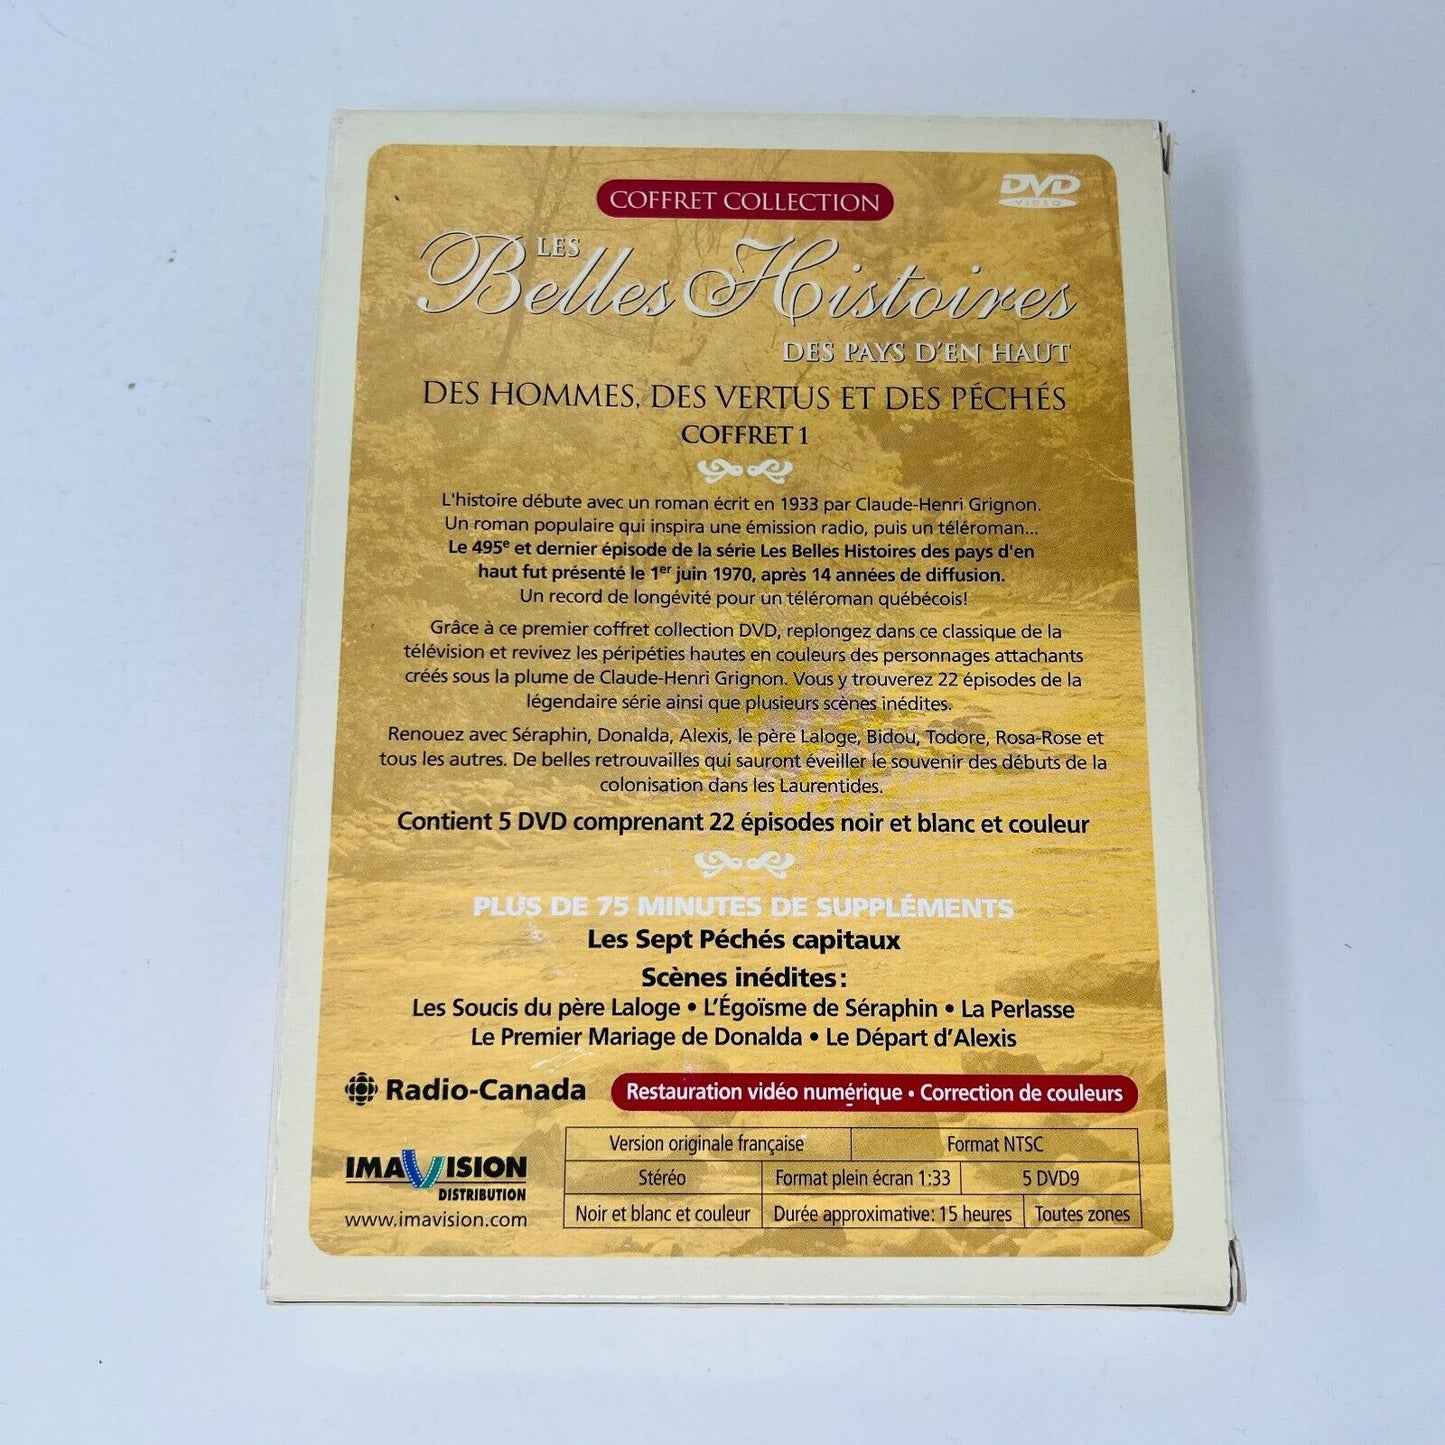 COFFRET COLLECTION
DVD
VIDEO
LES
Belles Histoires
DES PAYS D'EN HAUT
DES HOMMES, DES VERTUS ET DES PÉCHÉS
COFFRET 1
L'histoire débute avec un roman écrit en 1933 par Claude-Henri Grignon.
Un roman populaire qui inspira une émission radio, puis un téléroman...
Le 495e et dernier épisode de la série Les Belles Histoires des pays d'en
haut fut présenté le 1er juin 1970, après 14 années de diffusion.
Un record de longévité pour un téléroman québécois!
Grâce à ce premier coffret collection DVD, replongez dans ce classique de la
télévision et revivez les péripéties hautes en couleurs des personnages attachants
créés sous la plume de Claude-Henri Grignon. Vous y trouverez 22 épisodes de la
légendaire série ainsi que plusieurs scènes inédites.
Renouez avec Séraphin, Donalda, Alexis, le père Laloge, Bidou, Todore, Rosa-Rose et
tous les autres. De belles retrouvailles qui sauront éveiller le souvenir des débuts de la
colonisation dans les Laurentides.
Contient 5 DVD comprenant 22 épisodes noir et blanc et couleur
PLUS DE 75 MINUTES DE SUPPLÉMENTS
Les Sept Péchés capitaux
Scènes inédites:
Les Soucis du père Laloge • L'Égoïsme de Séraphin • La Perlasse
Le Premier Mariage de Donalda • Le Départ d'Alexis
Radio-Canada
Restauration vidéo numérique • Correction de couleurs
IMAVISION
DISTRIBUTION
www.imavision.com
Version originale française
Format NTSC
Stéréo
Format plein écran 1:33
5 DVD9
Noir et blanc et couleur
Durée approximative: 15 heures
Toutes zones